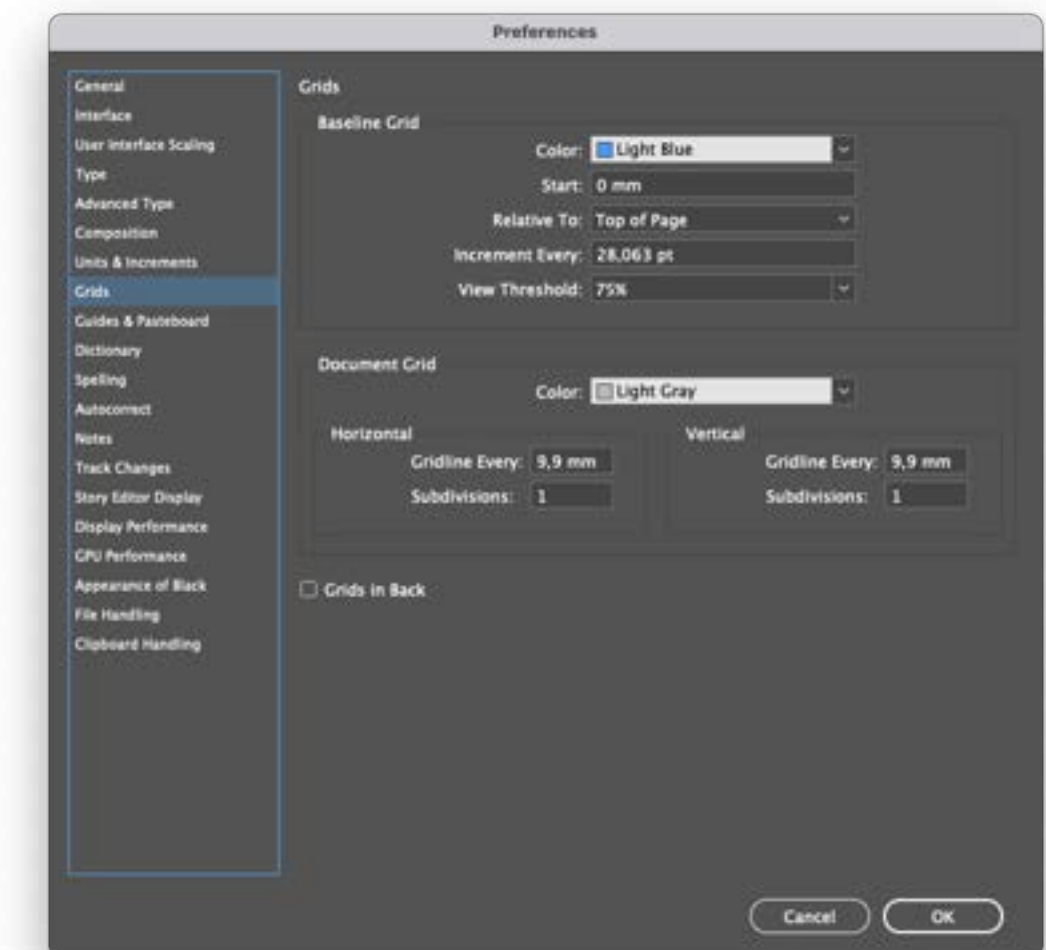 Preferences
General
Interface
User Interface Scaling
Type
Advanced Type
Composition
Units & Increments
Grids
Guides & Pasteboard
Dictionary
Spelling
Autocorrect
Notes
Track Changes
Story Editor Display
Display Performance
GPU Performance
Appearance of Black
File Handling
Clipboard Handling
Grids
Baseline Grid
Color: Light Blue
Start: 0 mm
Relative To: Top of Page
Increment Every: 28,063 pt
View Threshold: 75%
Document Grid
Color: Light Gray
Horizontal
Gridline Every: 9,9 mm
Subdivisions: 1
Vertical
Gridline Every: 9,9 mm
Subdivisions: 1
Grids in Back
Cancel OK